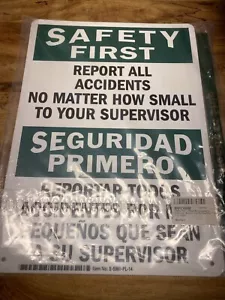 SAFETY
FIRST
REPORT ALL
ACCIDENTS
NO MATTER HOW SMALL
TO YOUR SUPERVISOR
SEGURIDAD
PRIMERO
REPORTAR TODOS
ACCIDENTES POR MAS
PEQUEÑOS QUE SEAN
A SU SUPERVISOR